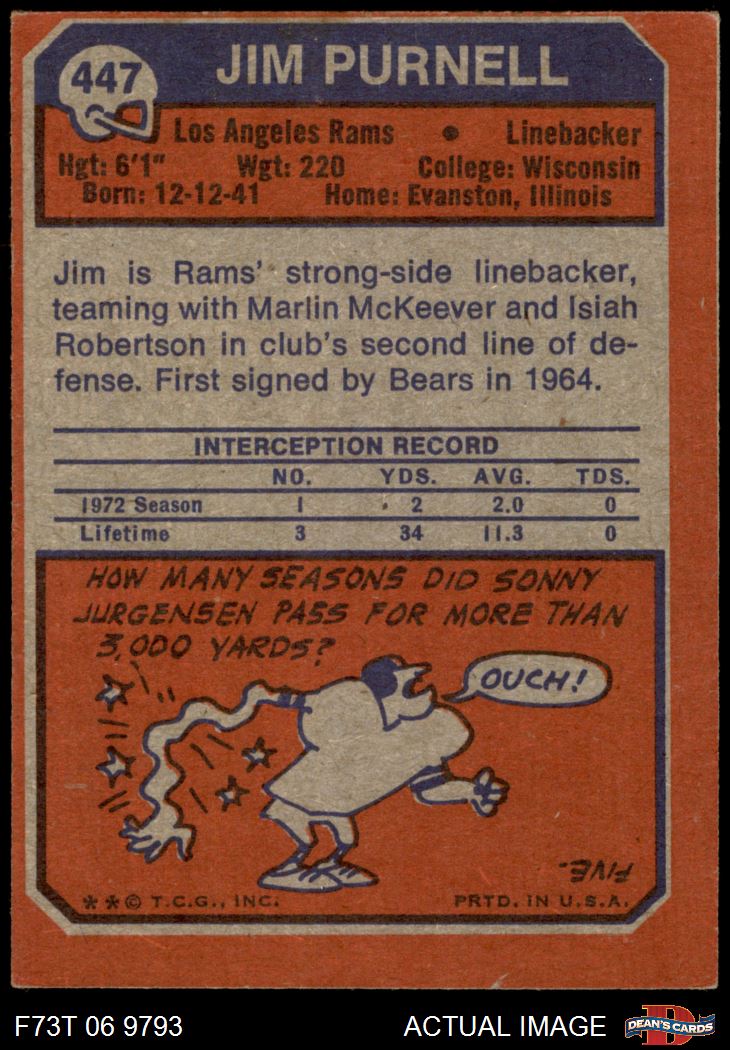 447
JIM PURNELL
Los Angeles Rams • Linebacker
Hgt: 6'1" Wgt: 220 College: Wisconsin
Born: 12-12-41 Home: Evanston, Illinois
Jim is Rams' strong-side linebacker,
teaming with Marlin McKeever and Isiah
Robertson in club's second line of de-
fense. First signed by Bears in 1964.
INTERCEPTION RECORD
NO. YDS. AVG. TDS.
1972 Season 1 2 2.0 0
Lifetime 3 34 11.3 0
HOW MANY SEASONS DID SONNY
JURGENSEN PASS FOR MORE THAN
3,000 YARDS?
OUCH!
FIVE.
* * © T.C.G., INC. PRTD. IN U.S.A.
F73T 06 9793 ACTUAL IMAGE D DEAN'S CARDS